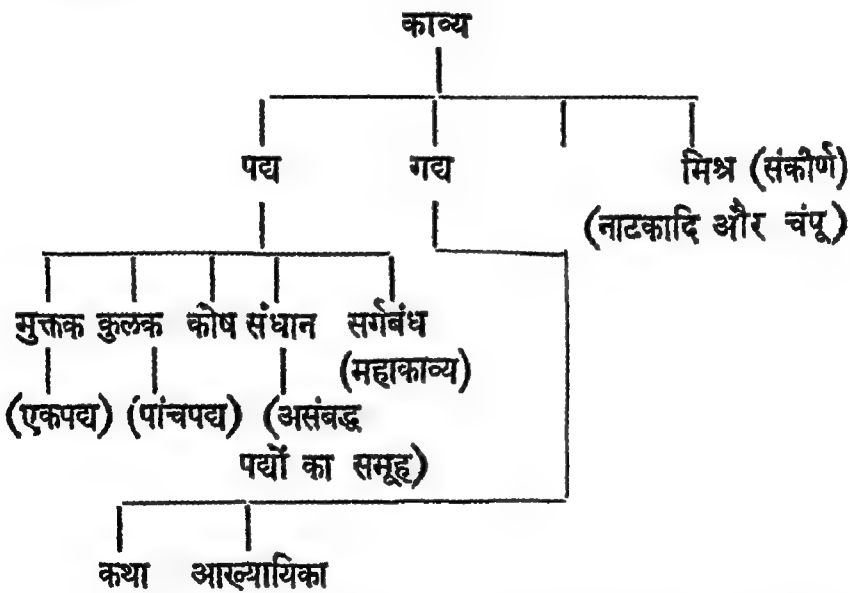 काव्य
पद्य गद्य मिश्र (संकीर्ण)
(नाटकादि और चंपू)
मुक्तक कुलक कोष संधान सर्गबंध
(महाकाव्य)
(एकपद्य) (पांचपद्य) (असंबद्ध
पद्यों का समूह)
कथा आख्यायिका